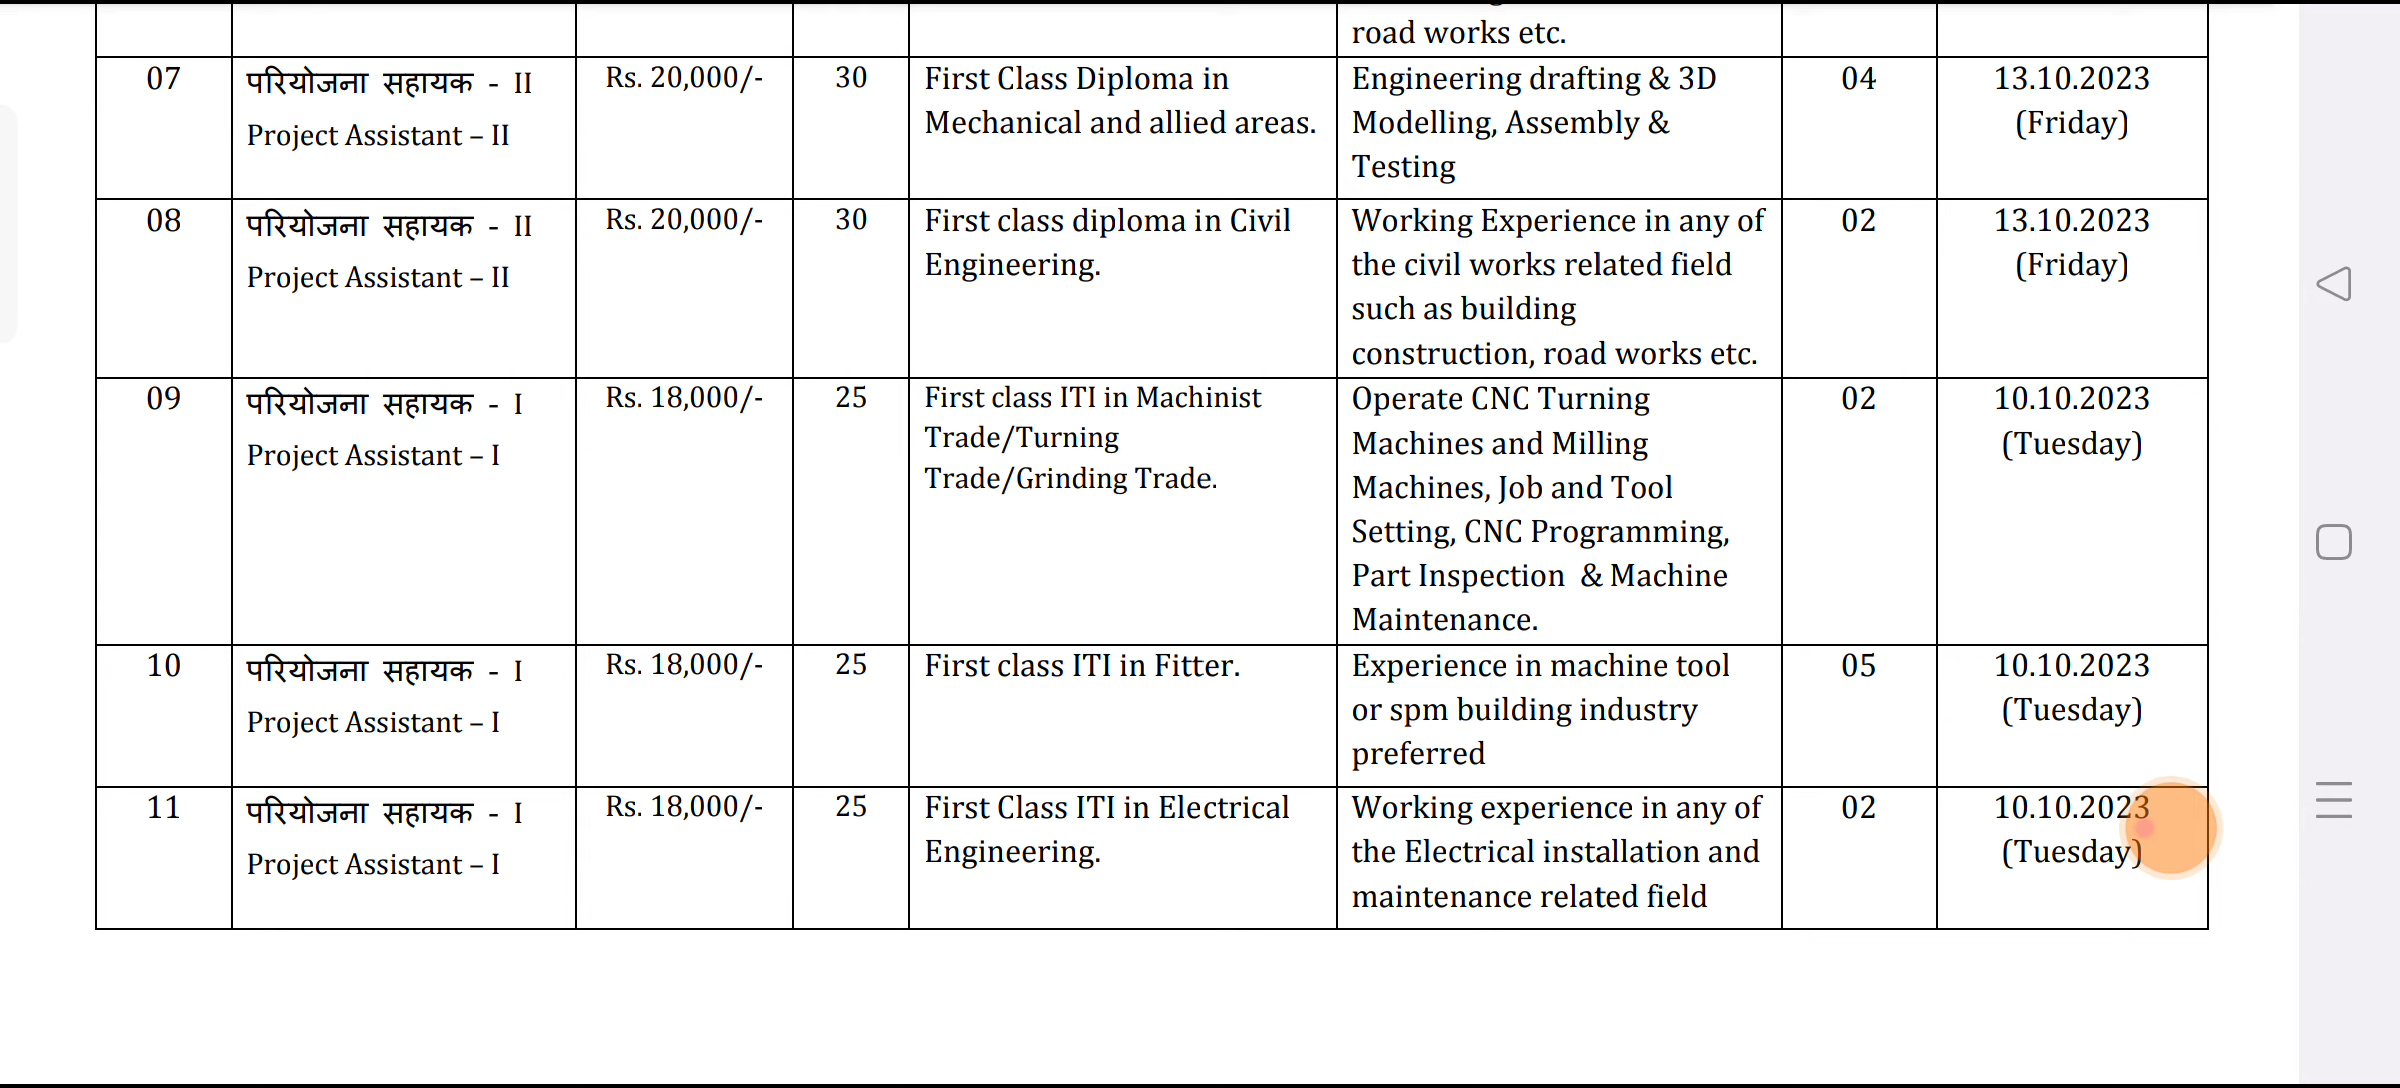 road works etc.
07 परियोजना सहायक - II Rs. 20,000/- 30 First Class Diploma in Engineering drafting & 3D 04 13.10.2023
Project Assistant – II Mechanical and allied areas. Modelling, Assembly & (Friday)
Testing
08 परियोजना सहायक - II Rs. 20,000/- 30 First class diploma in Civil Working Experience in any of 02 13.10.2023
Project Assistant – II Engineering. the civil works related field (Friday)
such as building
construction, road works etc.
09 परियोजना सहायक - I Rs. 18,000/- 25 First class ITI in Machinist Operate CNC Turning 02 10.10.2023
Project Assistant – I Trade/Turning Machines and Milling (Tuesday)
Trade/Grinding Trade. Machines, Job and Tool
Setting, CNC Programming,
Part Inspection & Machine
Maintenance.
10 परियोजना सहायक - I Rs. 18,000/- 25 First class ITI in Fitter. Experience in machine tool 05 10.10.2023
Project Assistant – I or spm building industry (Tuesday)
preferred
11 परियोजना सहायक - I Rs. 18,000/- 25 First Class ITI in Electrical Working experience in any of 02 10.10.2023
Project Assistant – I Engineering. the Electrical installation and (Tuesday)
maintenance related field